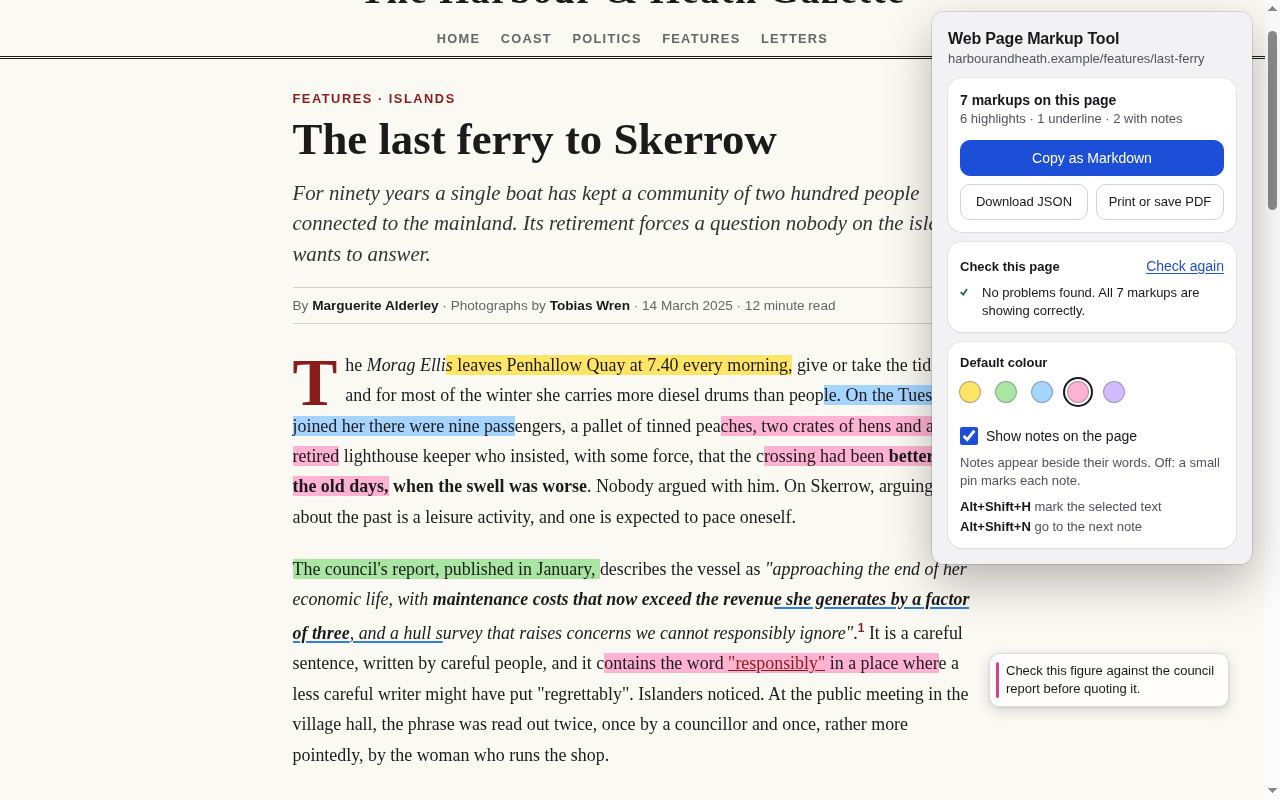 The Harbour & Heath Gazette
HOME COAST POLITICS FEATURES LETTERS
FEATURES · ISLANDS
The last ferry to Skerrow
For ninety years a single boat has kept a community of two hundred people
connected to the mainland. Its retirement forces a question nobody on the
wants to answer.
By Marguerite Alderley · Photographs by Tobias Wren · 14 March 2025 · 12 minute read
The Morag Ellis leaves Penhallow Quay at 7.40 every morning, give or take the
and for most of the winter she carries more diesel drums than people. On the
joined her there were nine passengers, a pallet of tinned peaches, two crates of hens and a
retired lighthouse keeper who insisted, with some force, that the crossing had been better
the old days, when the swell was worse. Nobody argued with him. On Skerrow, arguing
about the past is a leisure activity, and one is expected to pace oneself.
The council's report, published in January, describes the vessel as "approaching the end of her
economic life, with maintenance costs that now exceed the revenue she generates by a factor
of three, and a hull survey that raises concerns we cannot responsibly ignore".1 It is a careful
sentence, written by careful people, and it contains the word "responsibly" in a place where a
less careful writer might have put "regrettably". Islanders noticed. At the public meeting in the
village hall, the phrase was read out twice, once by a councillor and once, rather more
pointedly, by the woman who runs the shop.
Web Page Markup Tool
harbourandheath.example/features/last-ferry
7 markups on this page
6 highlights · 1 underline · 2 with notes
Copy as Markdown
Download JSON Print or save PDF
Check this page Check again
No problems found. All 7 markups are
showing correctly.
Default colour
Show notes on the page
Notes appear beside their words. Off: a small
pin marks each note.
Alt+Shift+H mark the selected text
Alt+Shift+N go to the next note
Check this figure against the council
report before quoting it.